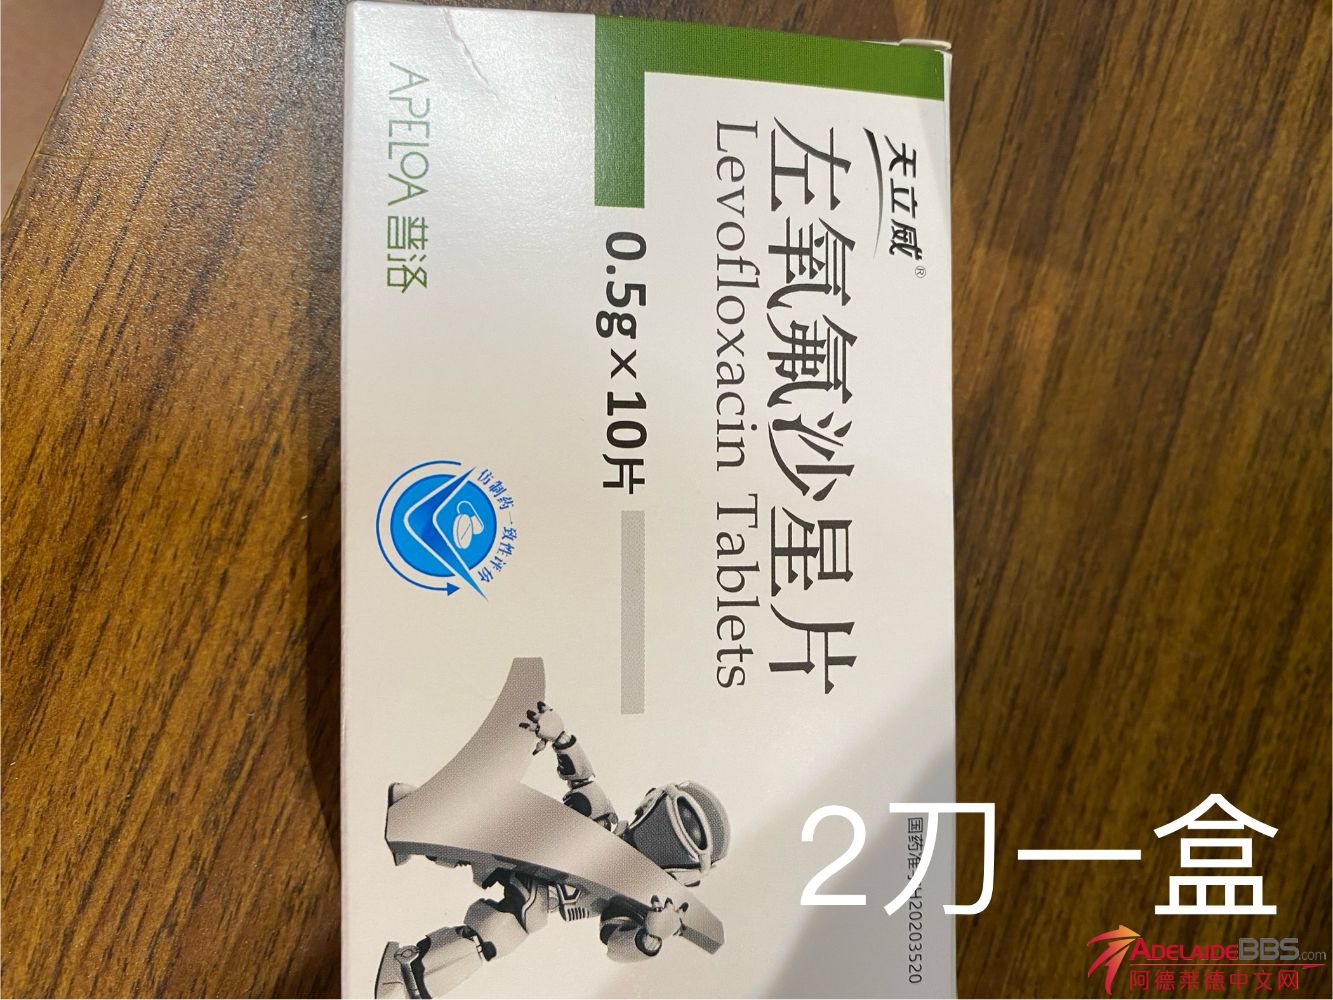 天立威®
左氧氟沙星片
Levofloxacin Tablets
0.5g×10片
APELOA 普洛
仿制药一致性评价
H20203520
2刀一盒
ADELAIDEBBS.com
阿德莱德中文网